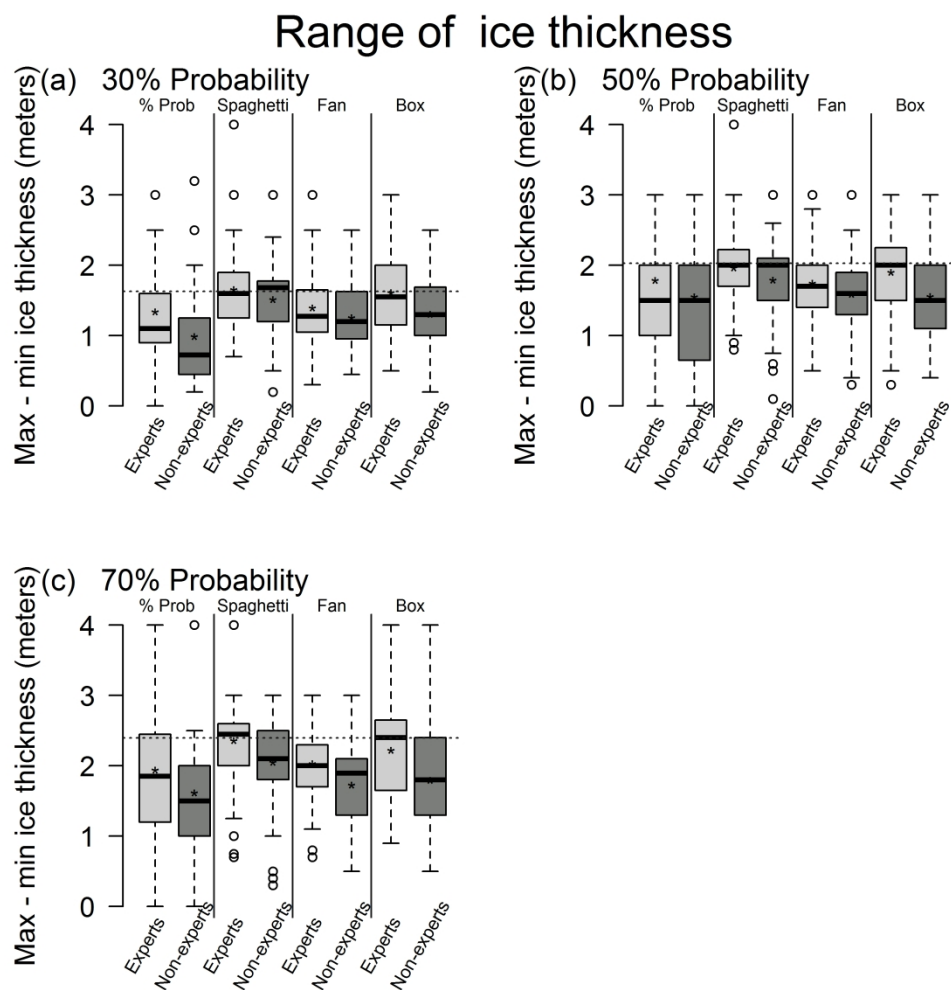 Range of ice thickness
(a) 30% Probability
% Prob Spaghetti Fan Box
Max - min ice thickness (meters)
4
3
2
1
0
Experts Non-experts Experts Non-experts Experts Non-experts Experts Non-experts
(b) 50% Probability
% Prob Spaghetti Fan Box
Max - min ice thickness (meters)
4
3
2
1
0
Experts Non-experts Experts Non-experts Experts Non-experts Experts Non-experts
(c) 70% Probability
% Prob Spaghetti Fan Box
Max - min ice thickness (meters)
4
3
2
1
0
Experts Non-experts Experts Non-experts Experts Non-experts Experts Non-experts